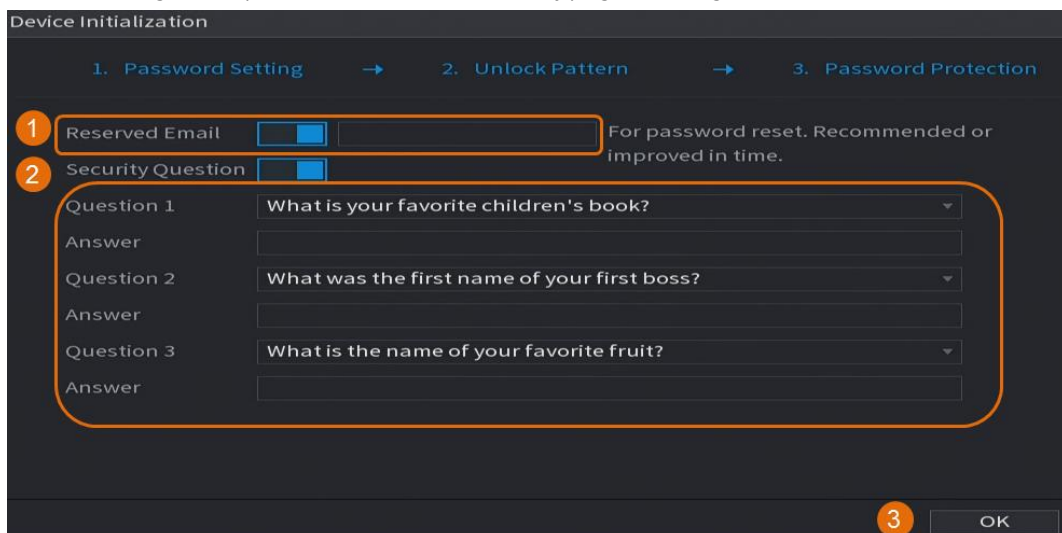 Device Initialization
1. Password Setting → 2. Unlock Pattern → 3. Password Protection
1 Reserved Email For password reset. Recommended or
improved in time.
2 Security Question
Question 1 What is your favorite children's book?
Answer
Question 2 What was the first name of your first boss?
Answer
Question 3 What is the name of your favorite fruit?
Answer
3 OK